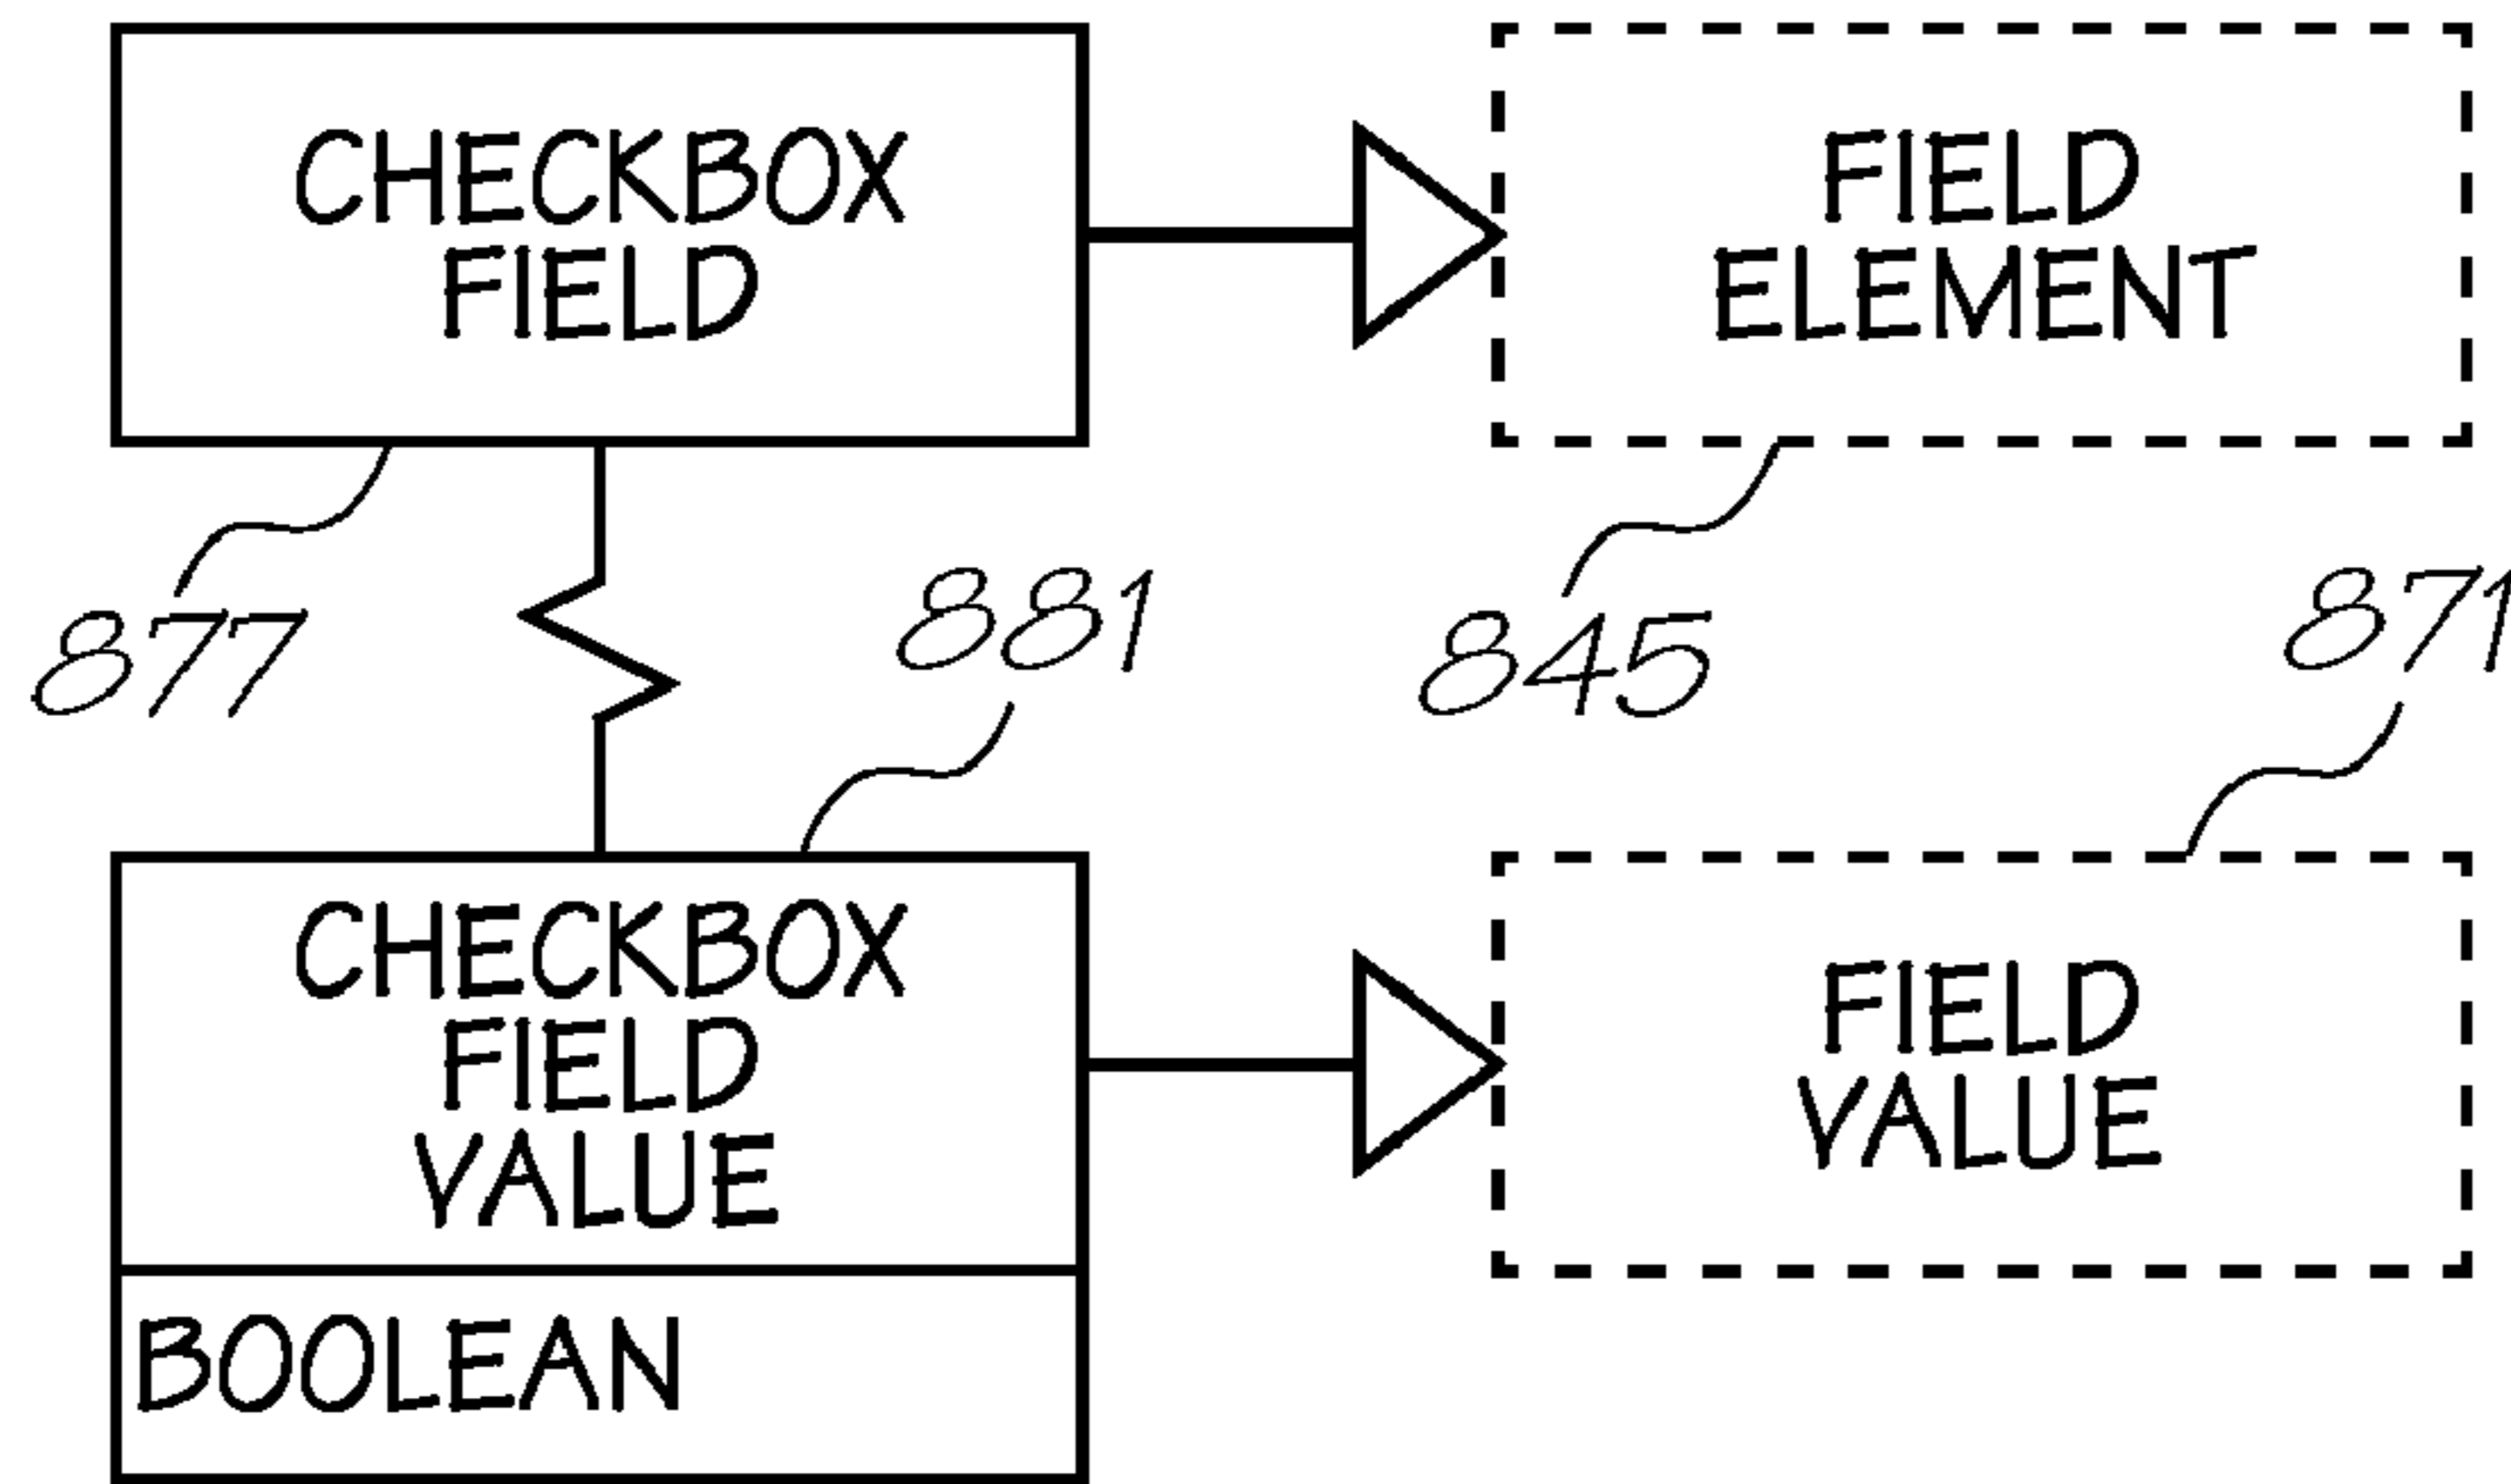 CHECKBOX
FIELD
FIELD
ELEMENT
877
881
845
871
CHECKBOX
FIELD
VALUE
FIELD
VALUE
BOOLEAN